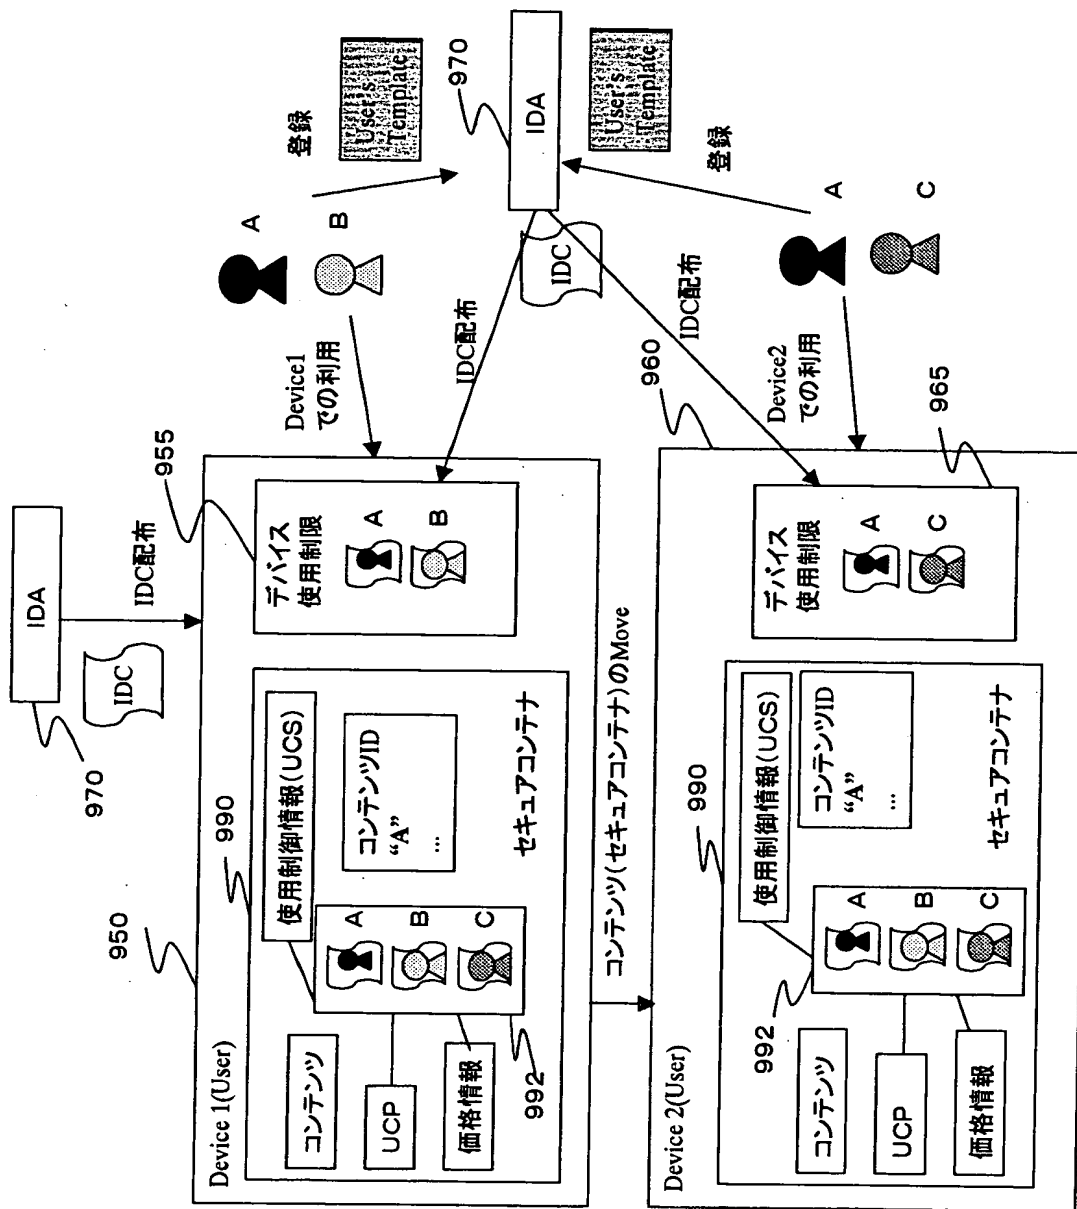 IDA
970
IDC
IDC配布
950
Device 1(User)
990
使用制御情報(UCS)
コンテンツ
UCP
価格情報
A
B
C
992
コンテンツID
“A”
...
セキュアコンテナ
955
デバイス
使用制限
A
B
Device1
での利用
A
B
登録
User's
Template
970
IDA
IDC
IDC配布
IDC配布
User's
Template
登録
A
C
Device2
での利用
コンテンツ(セキュアコンテナ)のMove
960
Device 2(User)
990
使用制御情報(UCS)
992
コンテンツ
UCP
価格情報
A
B
C
コンテンツID
“A”
...
セキュアコンテナ
965
デバイス
使用制限
A
C